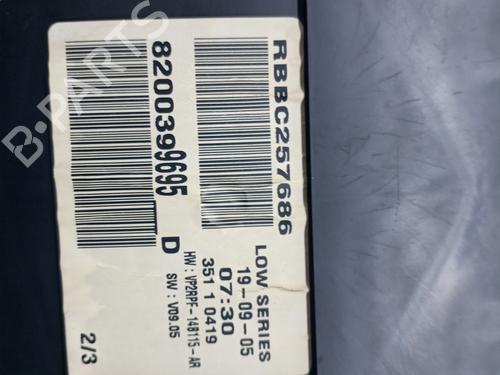 RBBC257686
8200399695 D
LOW SERIES
19-09-05
07:30
351 1 0419
HW : VP2RPF-14B115-AR
SW : V09.05
2/3
B-PARTS